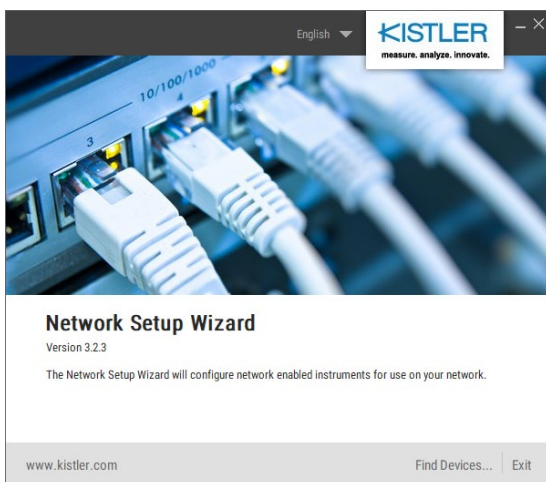 English
KISTLER
measure. analyze. innovate.
10/100/1000
3
4
Network Setup Wizard
Version 3.2.3
The Network Setup Wizard will configure network enabled instruments for use on your network.
www.kistler.com
Find Devices...
Exit